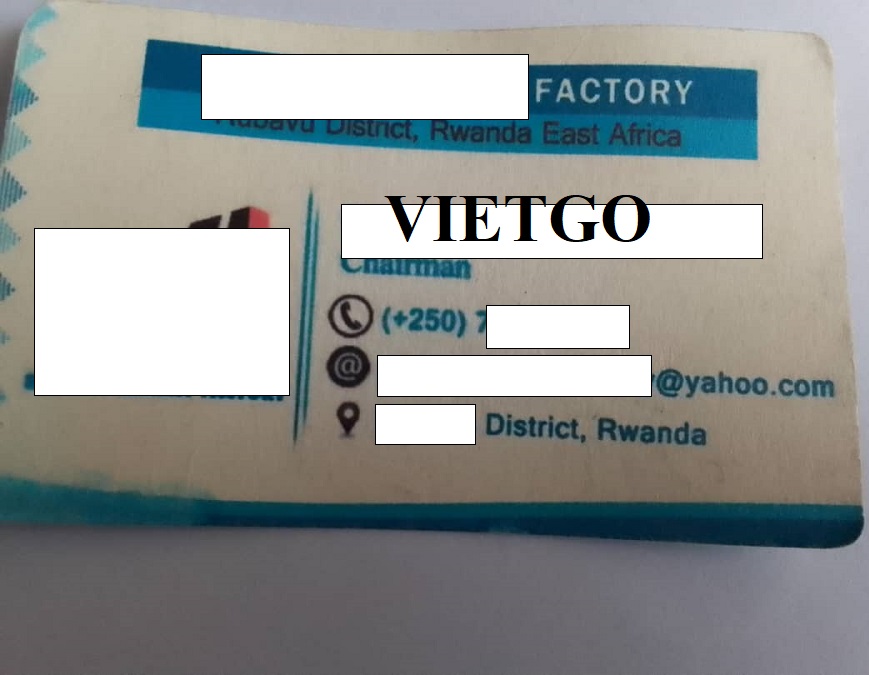 FACTORY
Rubavu District, Rwanda East Africa
VIETGO
Chairman
(+250) 7
@yahoo.com
District, Rwanda